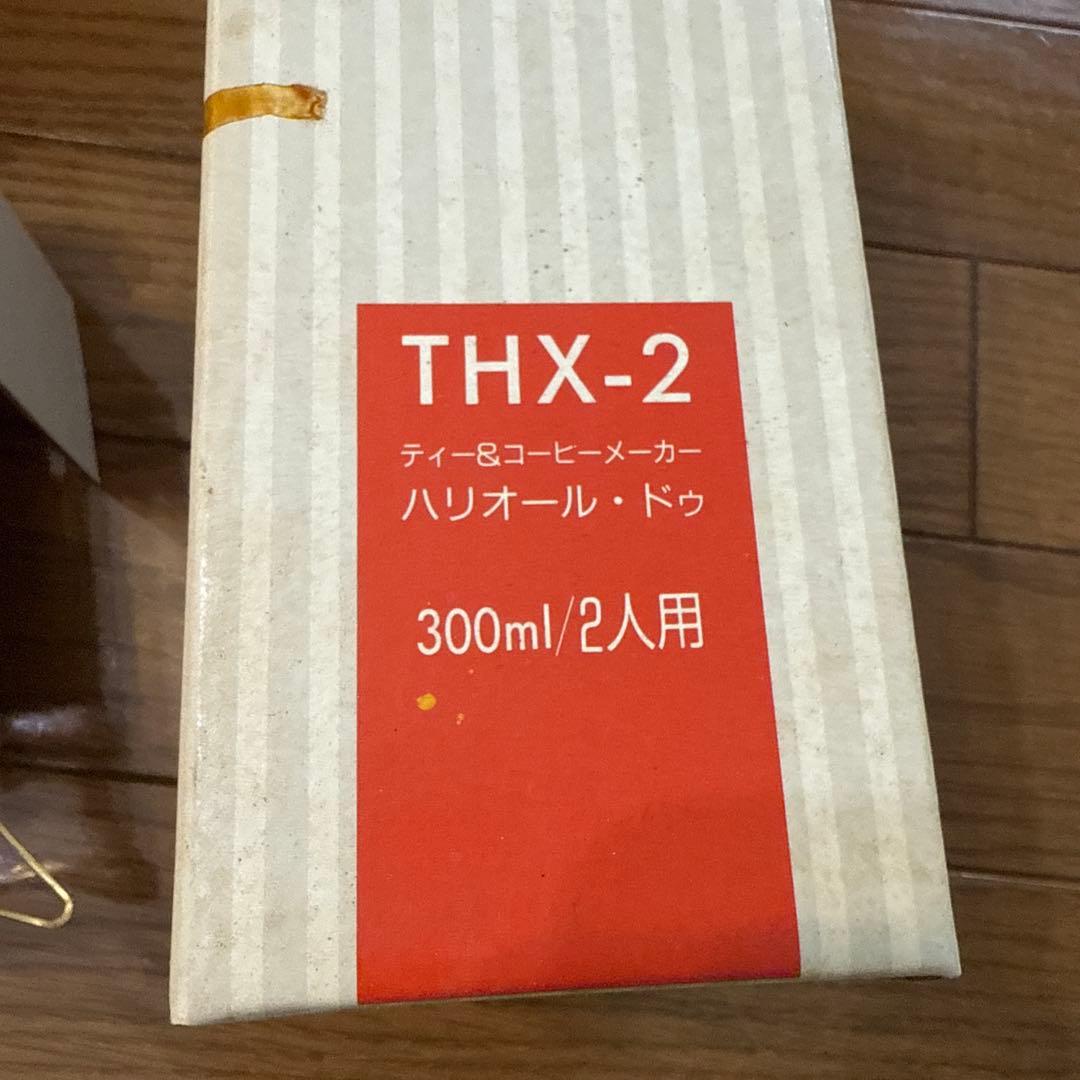 THX-2
ティー&コーヒーメーカー
ハリオール・ドゥ
300ml/2人用